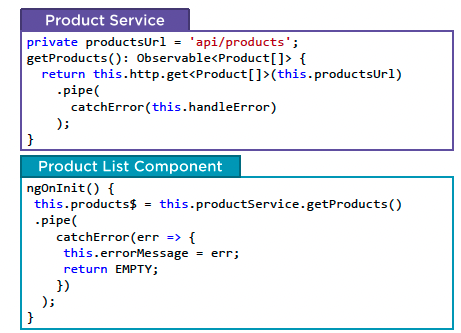 Product Service
private productsUrl = 'api/products';
getProducts(): Observable<Product[]> {
  return this.http.get<Product[]>(this.productsUrl)
    .pipe(
      catchError(this.handleError)
    );
}
Product List Component
ngOnInit() {
 this.products$ = this.productService.getProducts()
 .pipe(
    catchError(err => {
     this.errorMessage = err;
     return EMPTY;
    })
  );
}